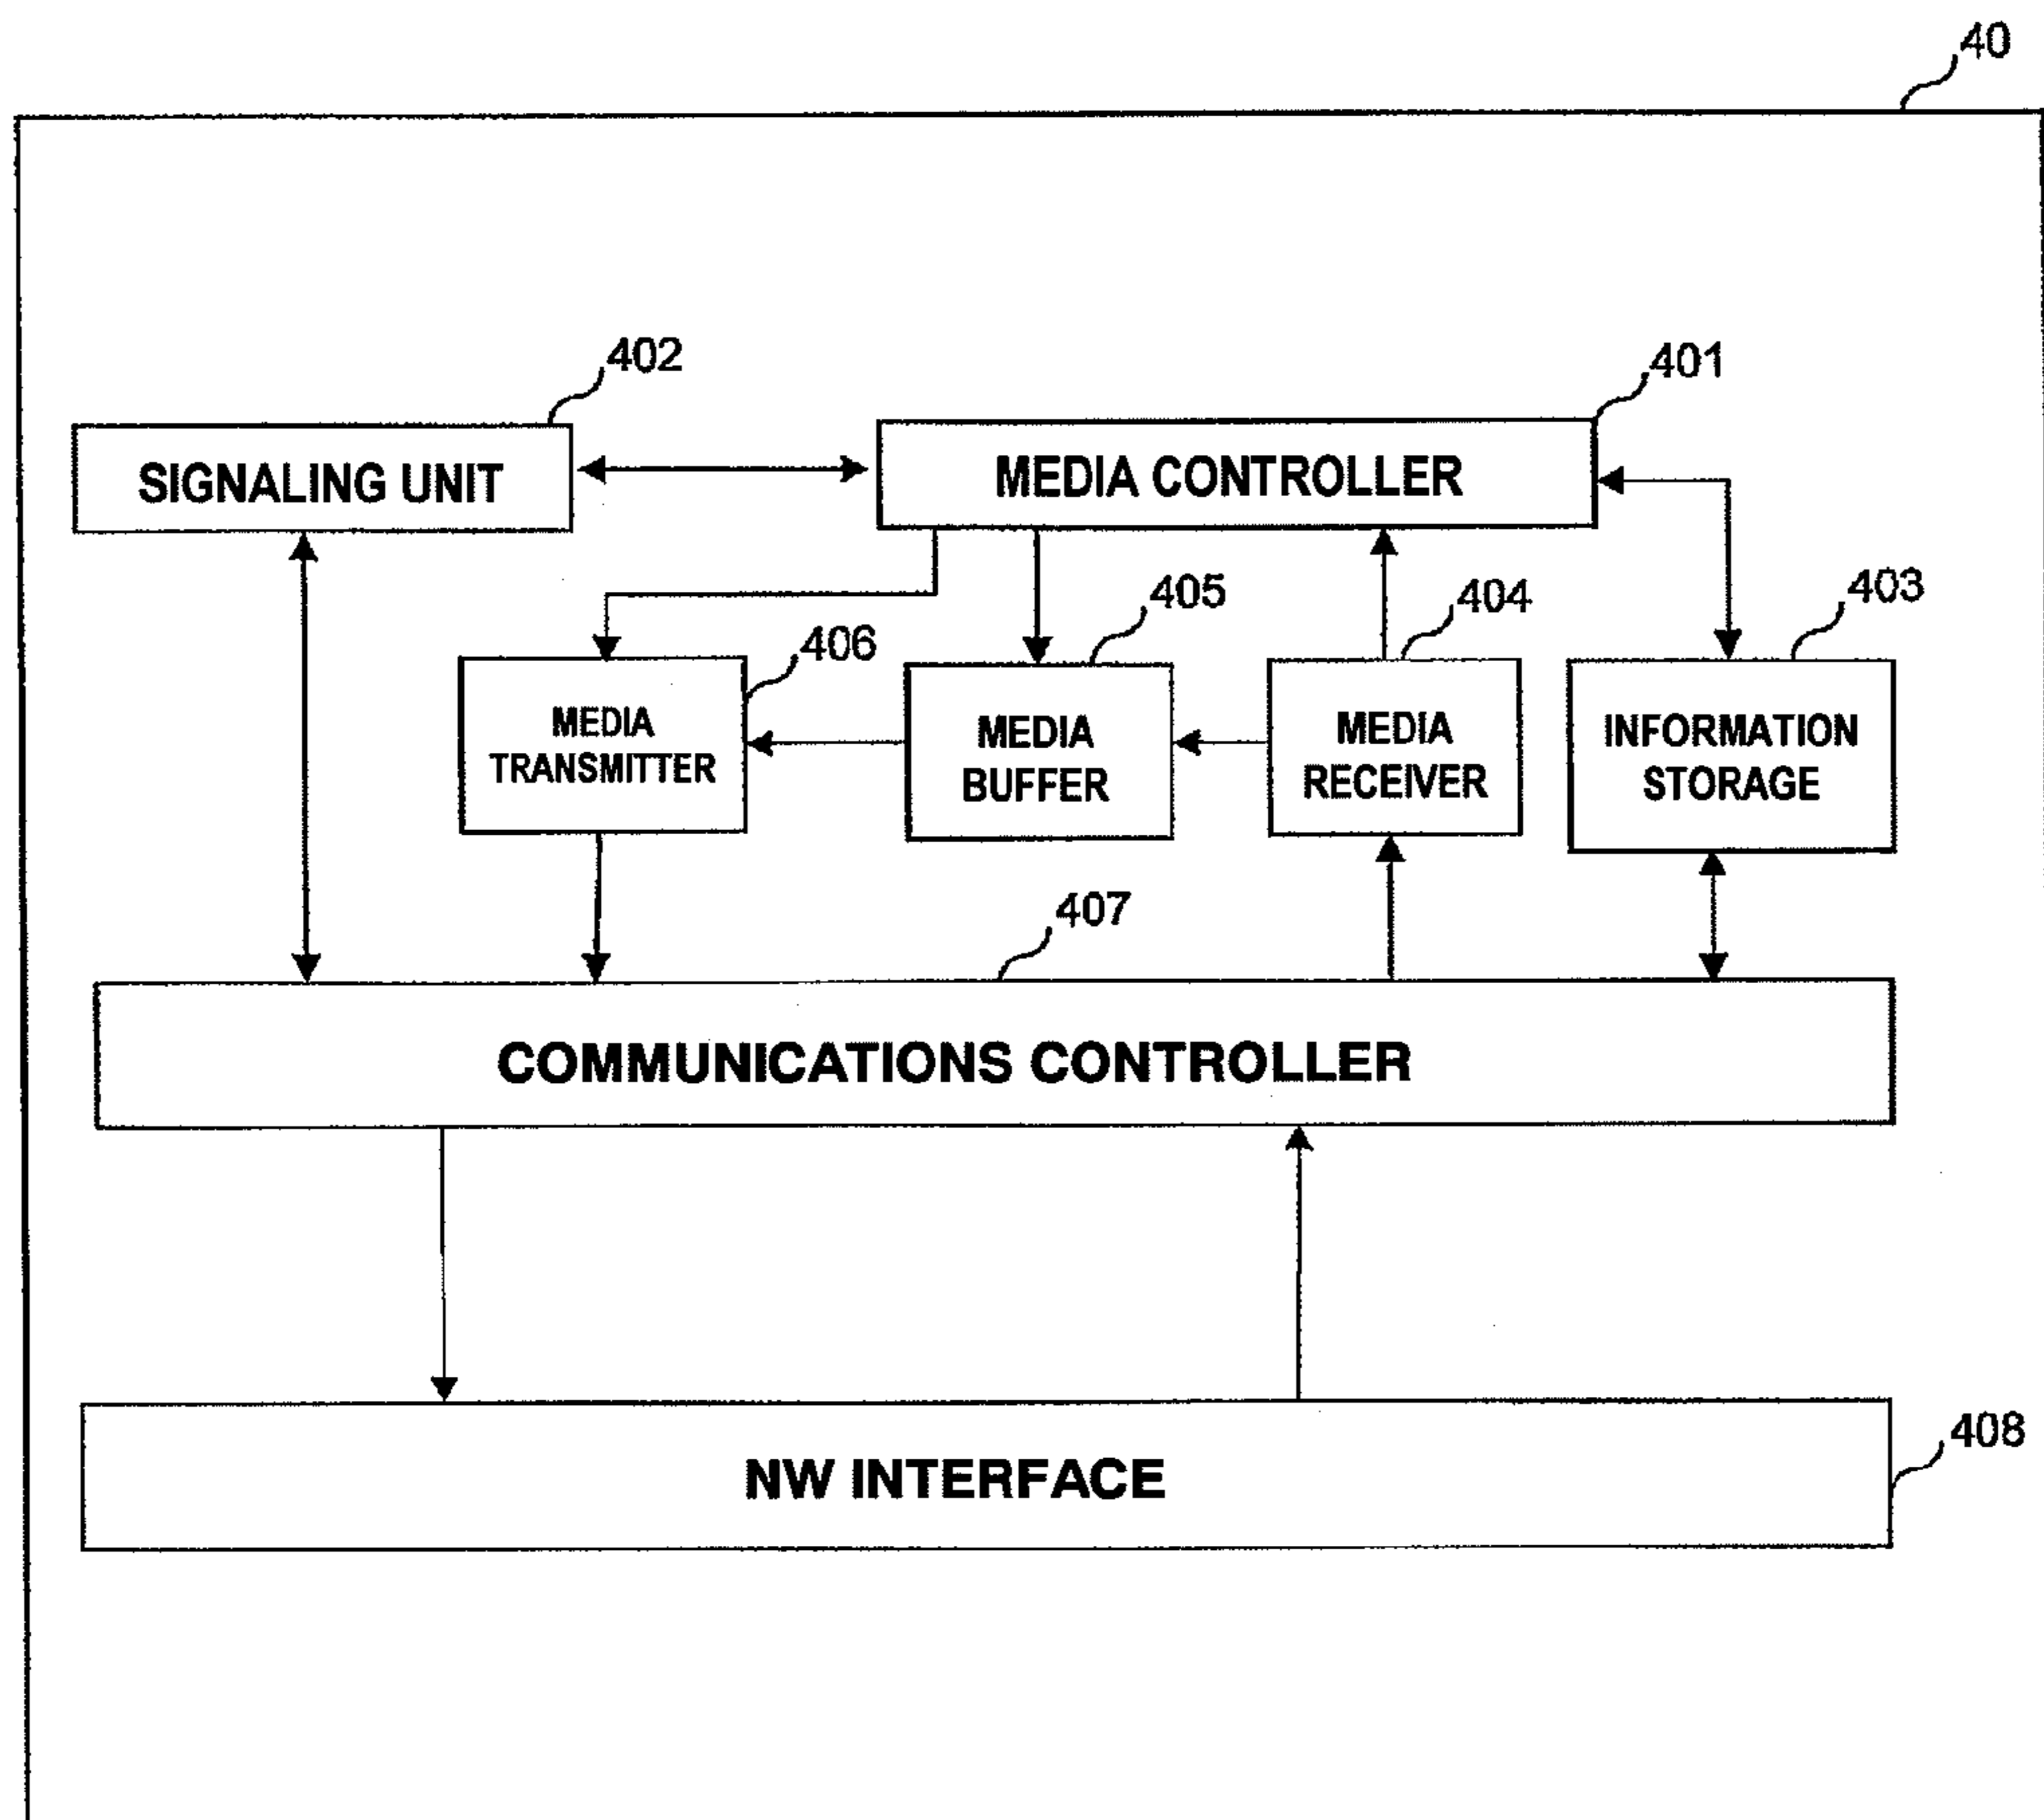 40
402
401
SIGNALING UNIT
MEDIA CONTROLLER
405
404
403
406
MEDIA
TRANSMITTER
MEDIA
BUFFER
MEDIA
RECEIVER
INFORMATION
STORAGE
407
COMMUNICATIONS CONTROLLER
408
NW INTERFACE